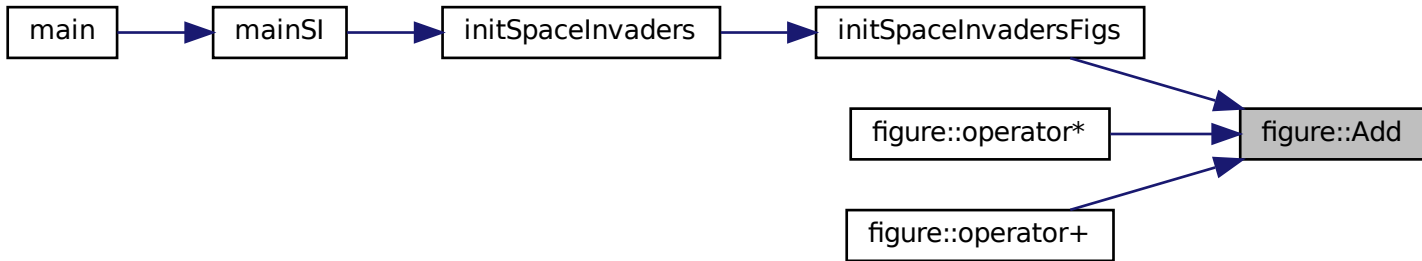 main
mainSI
initSpaceInvaders
initSpaceInvadersFigs
figure::operator*
figure::Add
figure::operator+